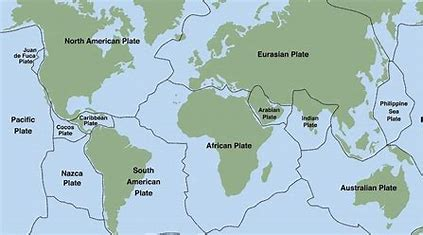 North American Plate
Juan
de Fuca
Plate
Eurasian Plate
Pacific
Plate
Cocos
Plate
Caribbean
Plate
Arabian
Plate
Indian
Plate
Philippine
Sea
Plate
African Plate
Nazca
Plate
South
American
Plate
Australian Plate